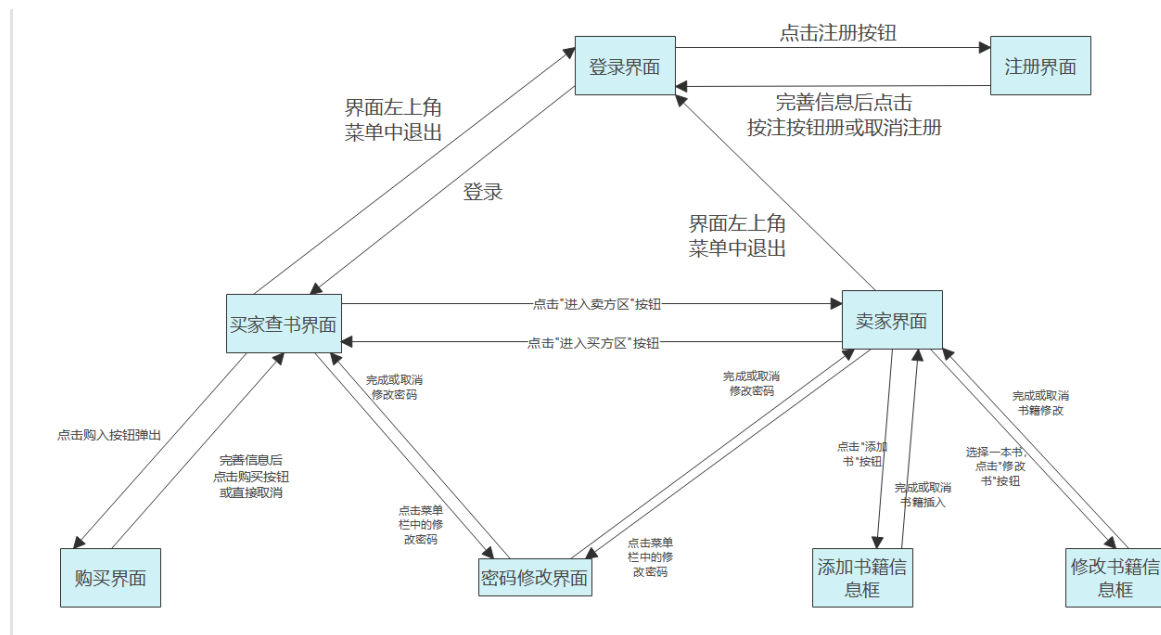 点击注册按钮
登录界面
注册界面
完善信息后点击
按注按钮册或取消注册
界面左上角
菜单中退出
登录
界面左上角
菜单中退出
买家查书界面
点击"进入卖方区"按钮
卖家界面
点击"进入买方区"按钮
完成或取消
修改密码
完成或取消
修改密码
完成或取消
书籍修改
点击购入按钮弹出
完善信息后
点击购买按钮
或直接取消
点击"添加
书"按钮
选择一本书,
点击"修改
书"按钮
完成或取消
书籍插入
点击菜单
栏中的修
改密码
点击菜单
栏中的修
改密码
购买界面
密码修改界面
添加书籍信
息框
修改书籍信
息框